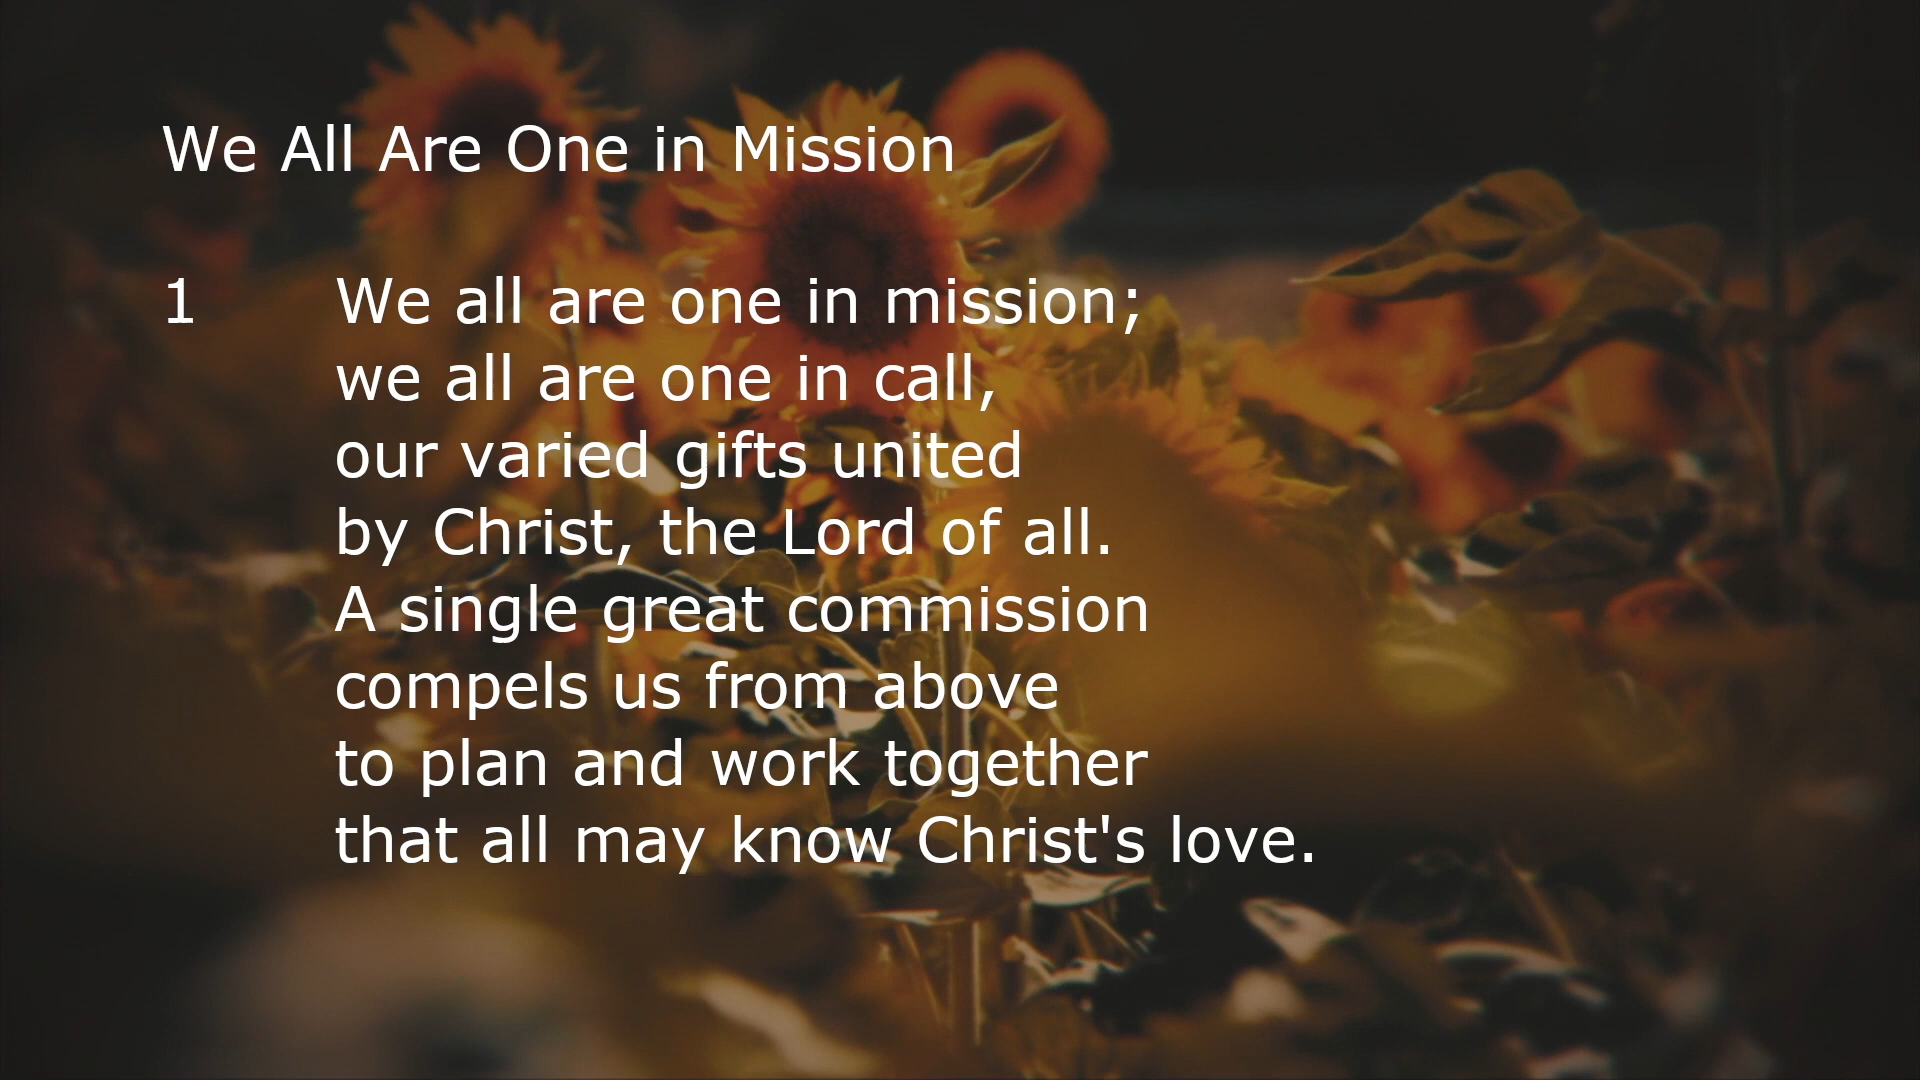 We All Are One in Mission
1 We all are one in mission;
we all are one in call,
our varied gifts united
by Christ, the Lord of all.
A single great commission
compels us from above
to plan and work together
that all may know Christ's love.